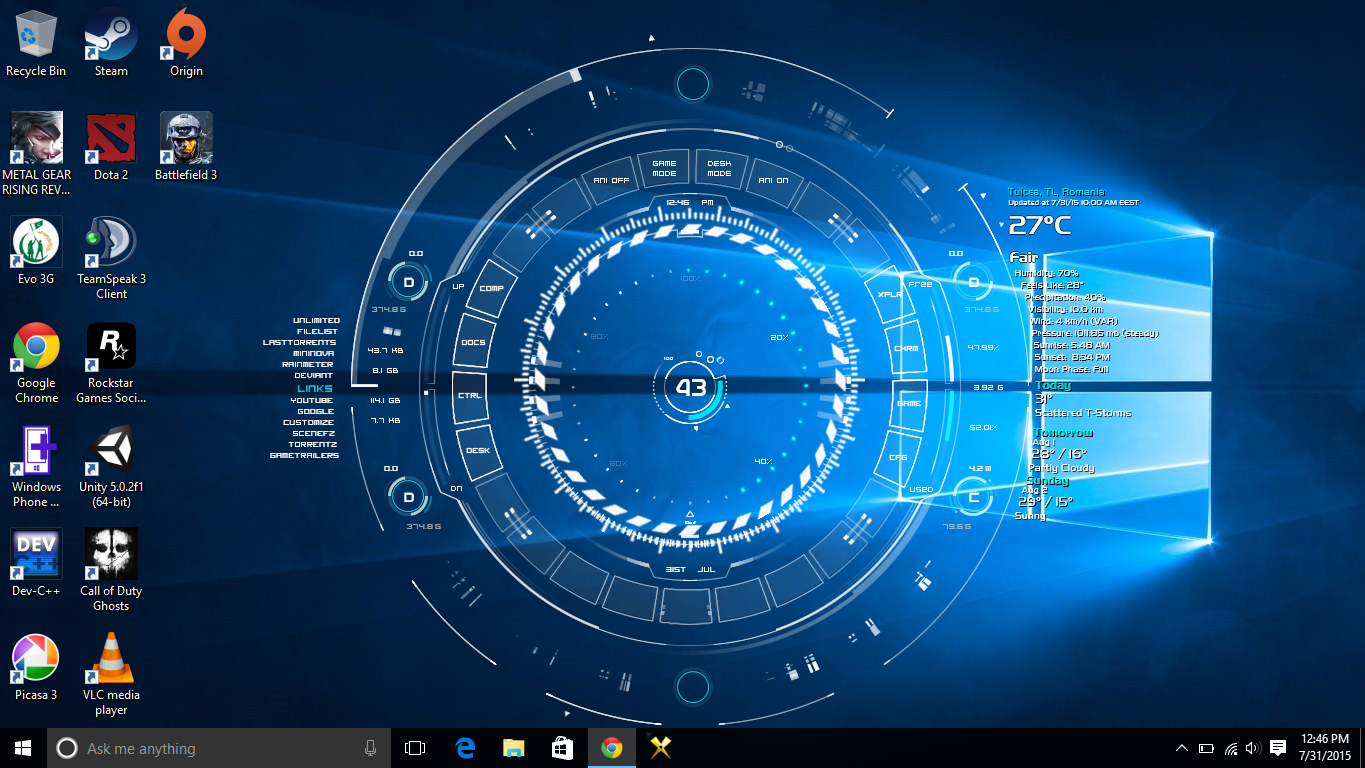 Recycle Bin
Steam
Origin
METAL GEAR
RISING REV...
Dota 2
Battlefield 3
Evo 3G
TeamSpeak 3
Client
Google
Chrome
Rockstar
Games Soci...
Windows
Phone ...
Unity 5.0.2f1
(64-bit)
DEV
C++
Dev-C++
Call of Duty
Ghosts
Picasa 3
VLC media
player
UNLIMITED
FILELIST
LASTTORRENTS
MININOVA
RAINMETER
DEVIANT
LINKS
YOUTUBE
GOOGLE
CUSTOMIZE
SCENEFZ
TORRENTZ
GAMETRAILERS
0.0
D
374.8 G
43.7 KB
8.1 GB
114.1 GB
7.7 KB
0.0
D
374.8 G
UP
COMP
DOCS
CTRL
DESK
DN
ANI OFF
GAME
MODE
DESK
MODE
ANI ON
12:46 PM
100%
80%
20%
100
43
60%
40%
31ST JUL
XPLR
Free
CHRM
GAME
CFG
USED
0.0
D
374.8 G
47.99%
3.92 G
52.01%
4.2 M
C
79.6 G
Tulcea, TL, Romania
Updated at 7/31/15 10:00 AM EEST
27°C
Fair
Humidity: 70%
Feels Like: 28°
Precipitation: 40%
Visibility: 10.0 km
Wind: 4 km/h (VAR)
Pressure: 1011.85 mb (steady)
Sunrise: 5:48 AM
Sunset: 8:34 PM
Moon Phase: Full
Today
31°
Scattered T-Storms
Tomorrow
Aug 1
28° / 16°
Partly Cloudy
Sunday
Aug 2
29° / 15°
Sunny
Ask me anything
12:46 PM
7/31/2015